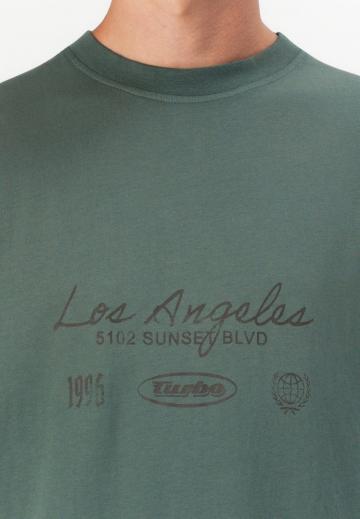 Los Angeles
5102 SUNSET BLVD
1995 Turbo